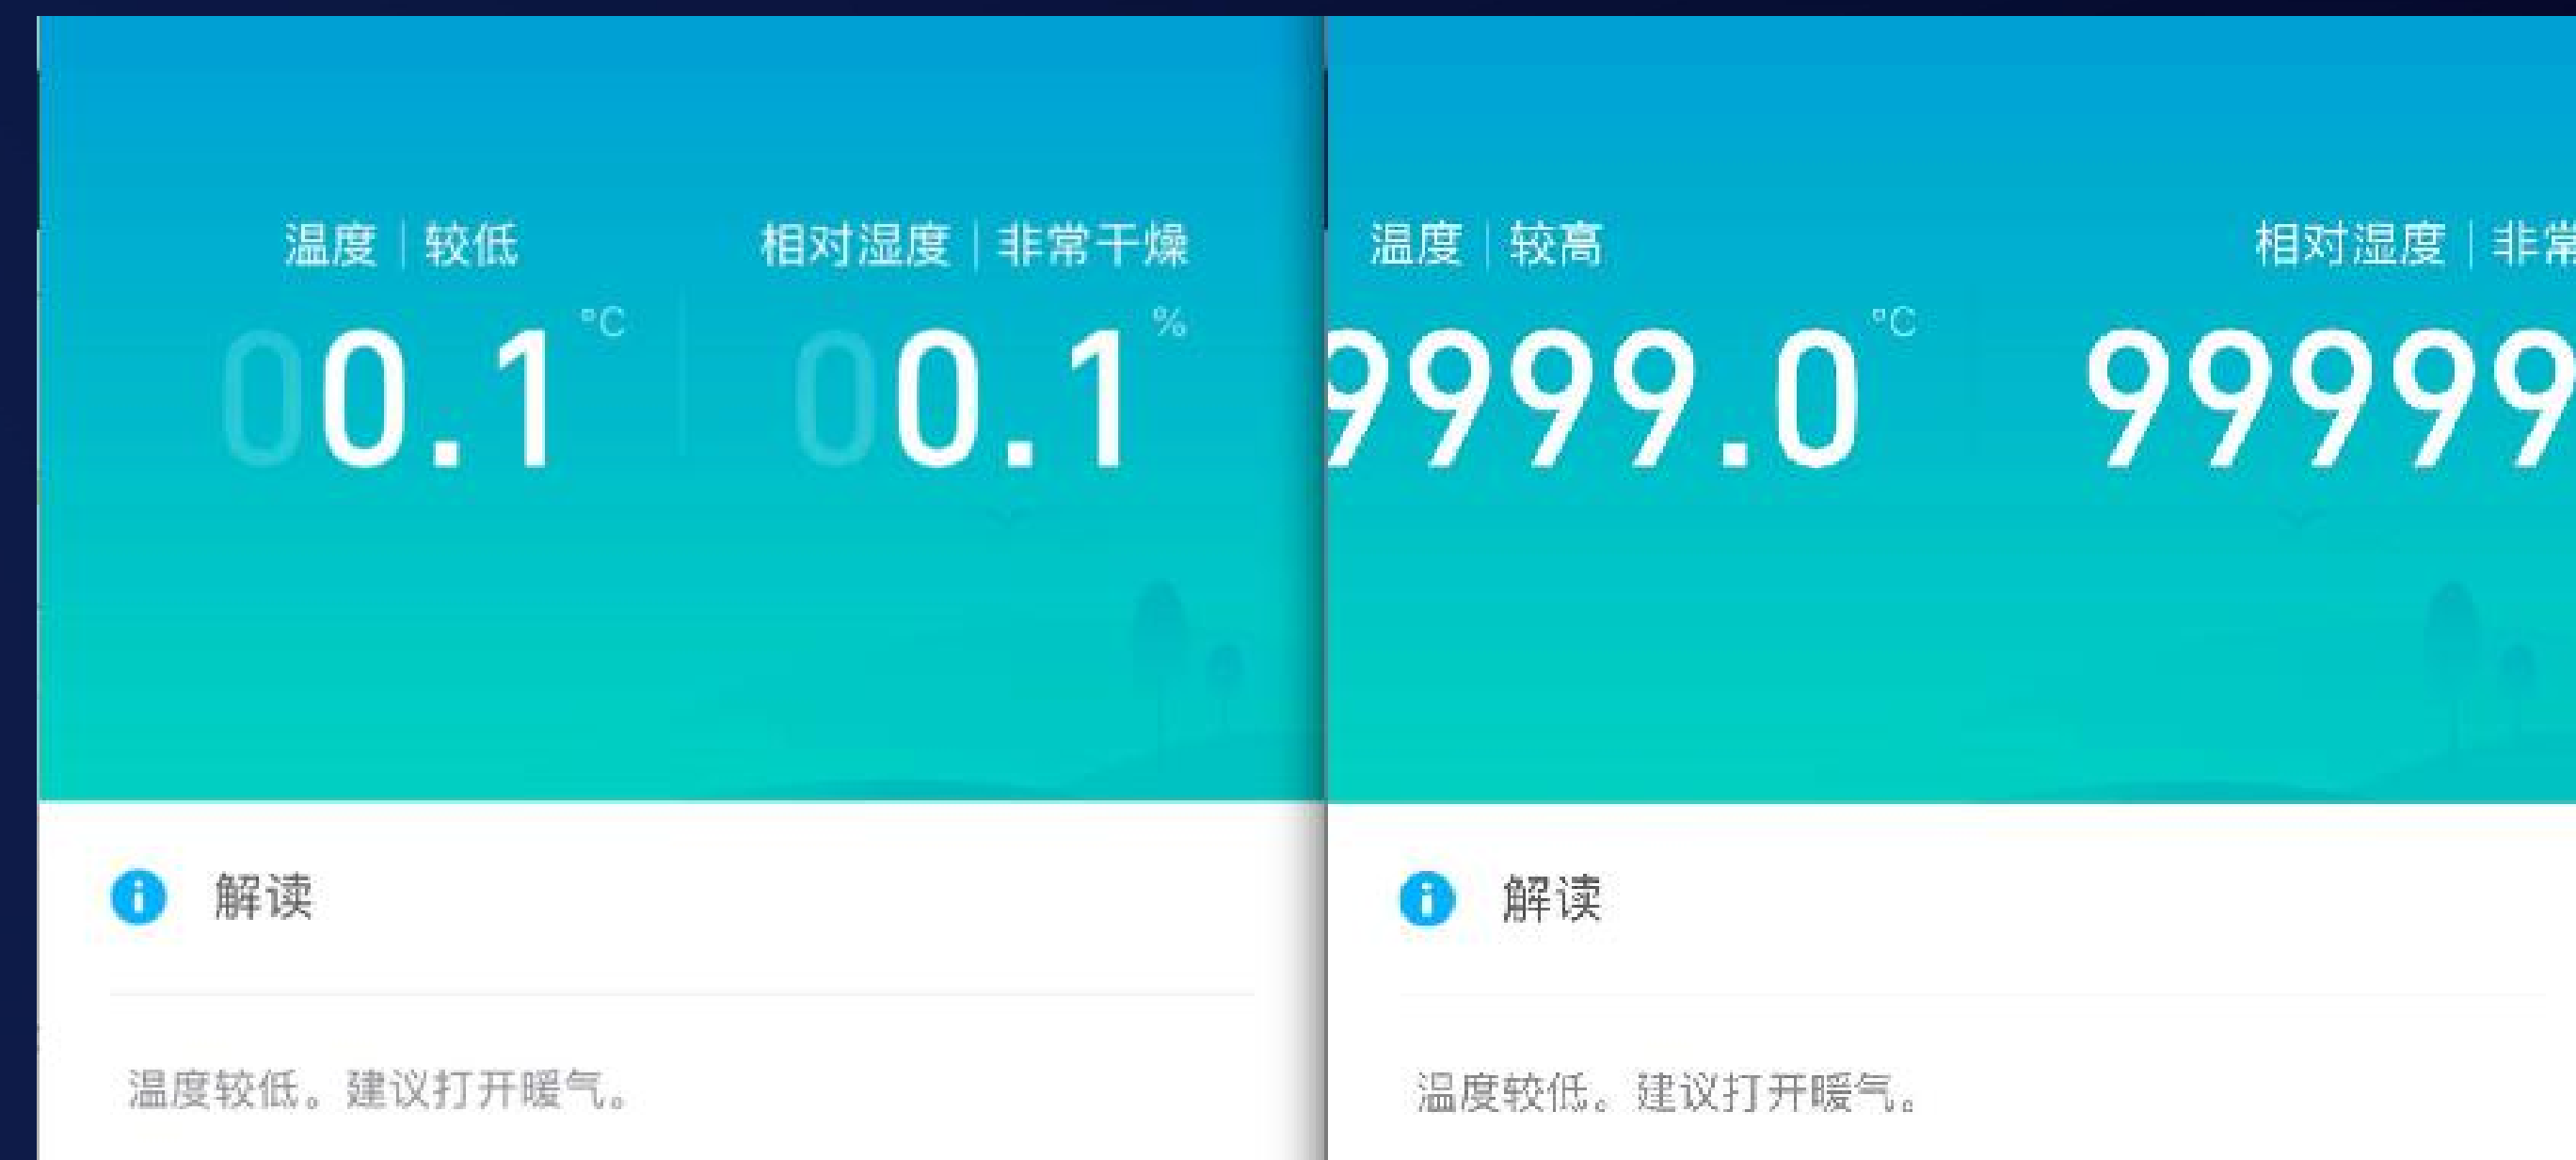 温度|较低
相对湿度|非常干燥
00.1°C
00.1%
解读
温度较低。建议打开暖气。
温度|较高
相对湿度|非常
9999.0°C
99999
解读
温度较低。建议打开暖气。